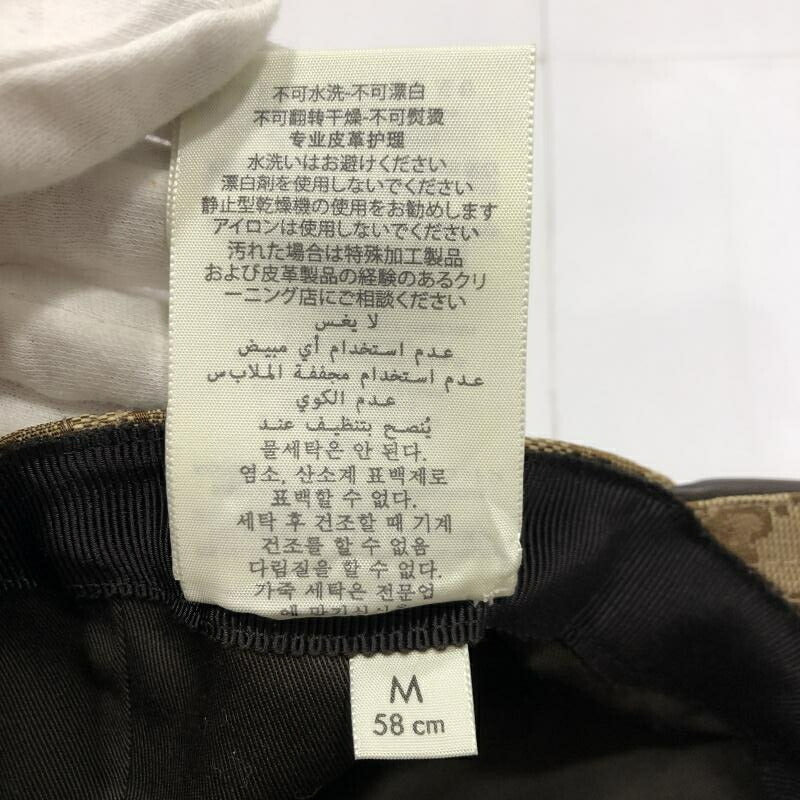 不可水洗-不可漂白
不可翻转干燥-不可熨烫
专业皮革护理
水洗いはお避けください
漂白剤を使用しないでください
静止型乾燥機の使用をお勧めします
アイロンは使用しないでください
汚れた場合は特殊加工製品
および皮革製品の経験のあるクリ
ーニング店にご相談ください
لا يغس
عدم استخدام أي مبيض
عدم استخدام مجففة الملابس
عدم الكوي
يُنصح بتنظيف عند
물세탁은 안 된다.
염소, 산소계 표백제로
표백할 수 없다.
세탁 후 건조할 때 기계
건조를 할 수 없음
다림질을 할 수 없다.
가죽 세탁은 전문업
M
58 cm